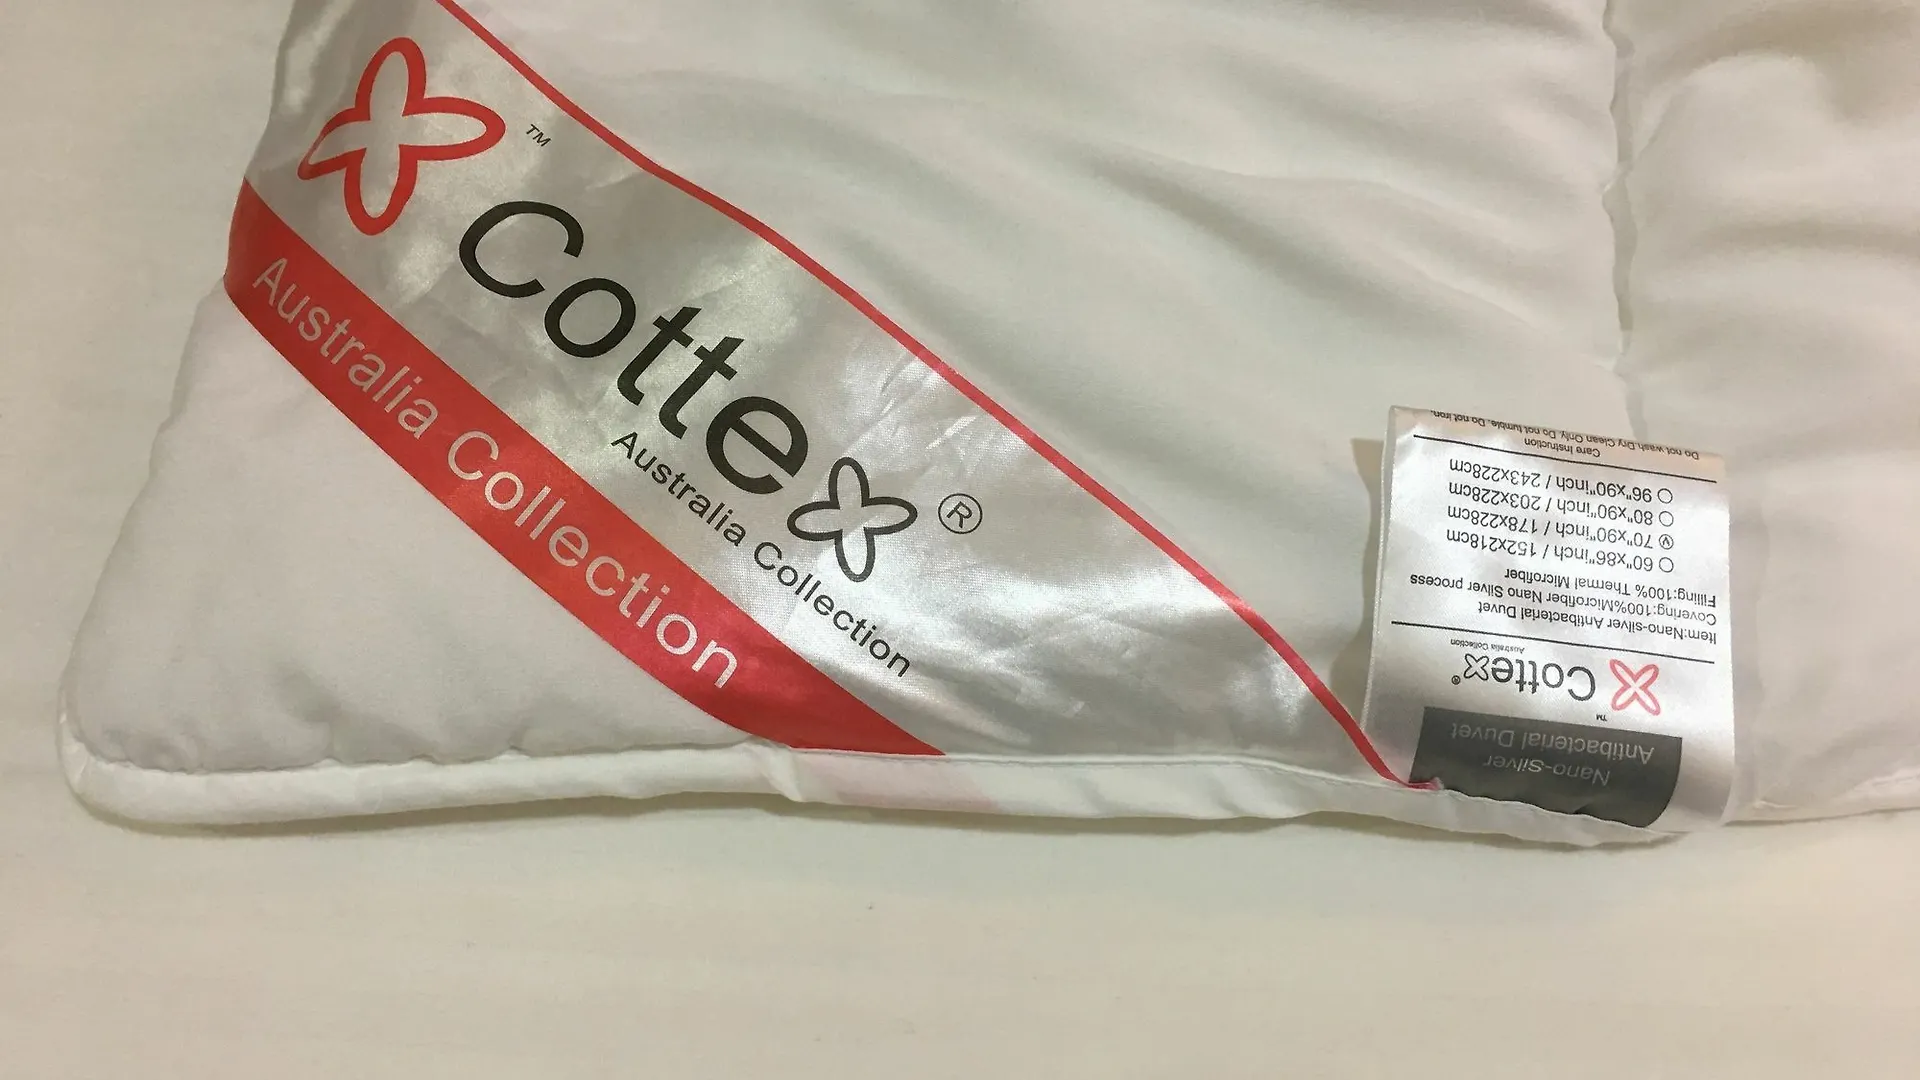 ™
Cottex®
Australia Collection
Australia Collection
Nano-Silver
Antibacterial Duvet
™
Cottex®
Australia Collection
Item:Nano-silver Antibacterial Duvet
Covering:100%Microfiber Nano Silver process
Filling:100% Thermal Microfiber
60"x86"inch / 152x218cm
70"x90"inch / 178x228cm
80"x90"inch / 203x228cm
96"x90"inch / 243x228cm
Care Instruction
Do not wash. Dry Clean Only. Do not tumble. Do not iron.